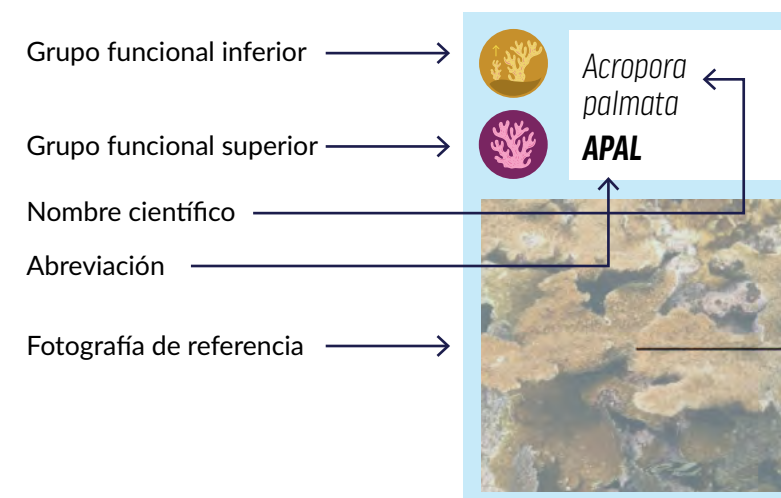 Grupo funcional inferior
Grupo funcional superior
Nombre científico
Abreviación
Fotografía de referencia
Acropora
palmata
APAL